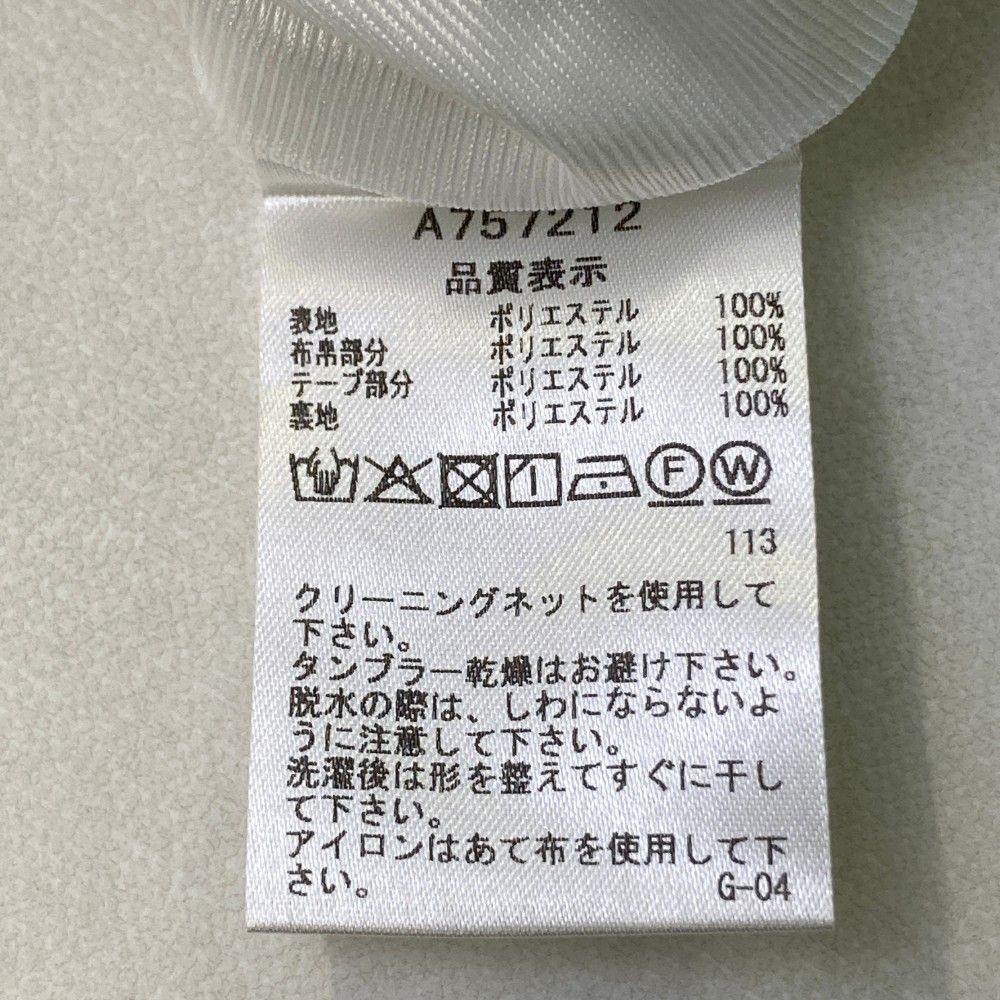 A757212
品質表示
表地 ポリエステル 100%
布帛部分 ポリエステル 100%
テープ部分 ポリエステル 100%
裏地 ポリエステル 100%
F W
113
クリーニングネットを使用して
下さい。
タンブラー乾燥はお避け下さい。
脱水の際は、しわにならないよ
うに注意して下さい。
洗濯後は形を整えてすぐに干し
て下さい。
アイロンはあて布を使用して下
さい。
G-04